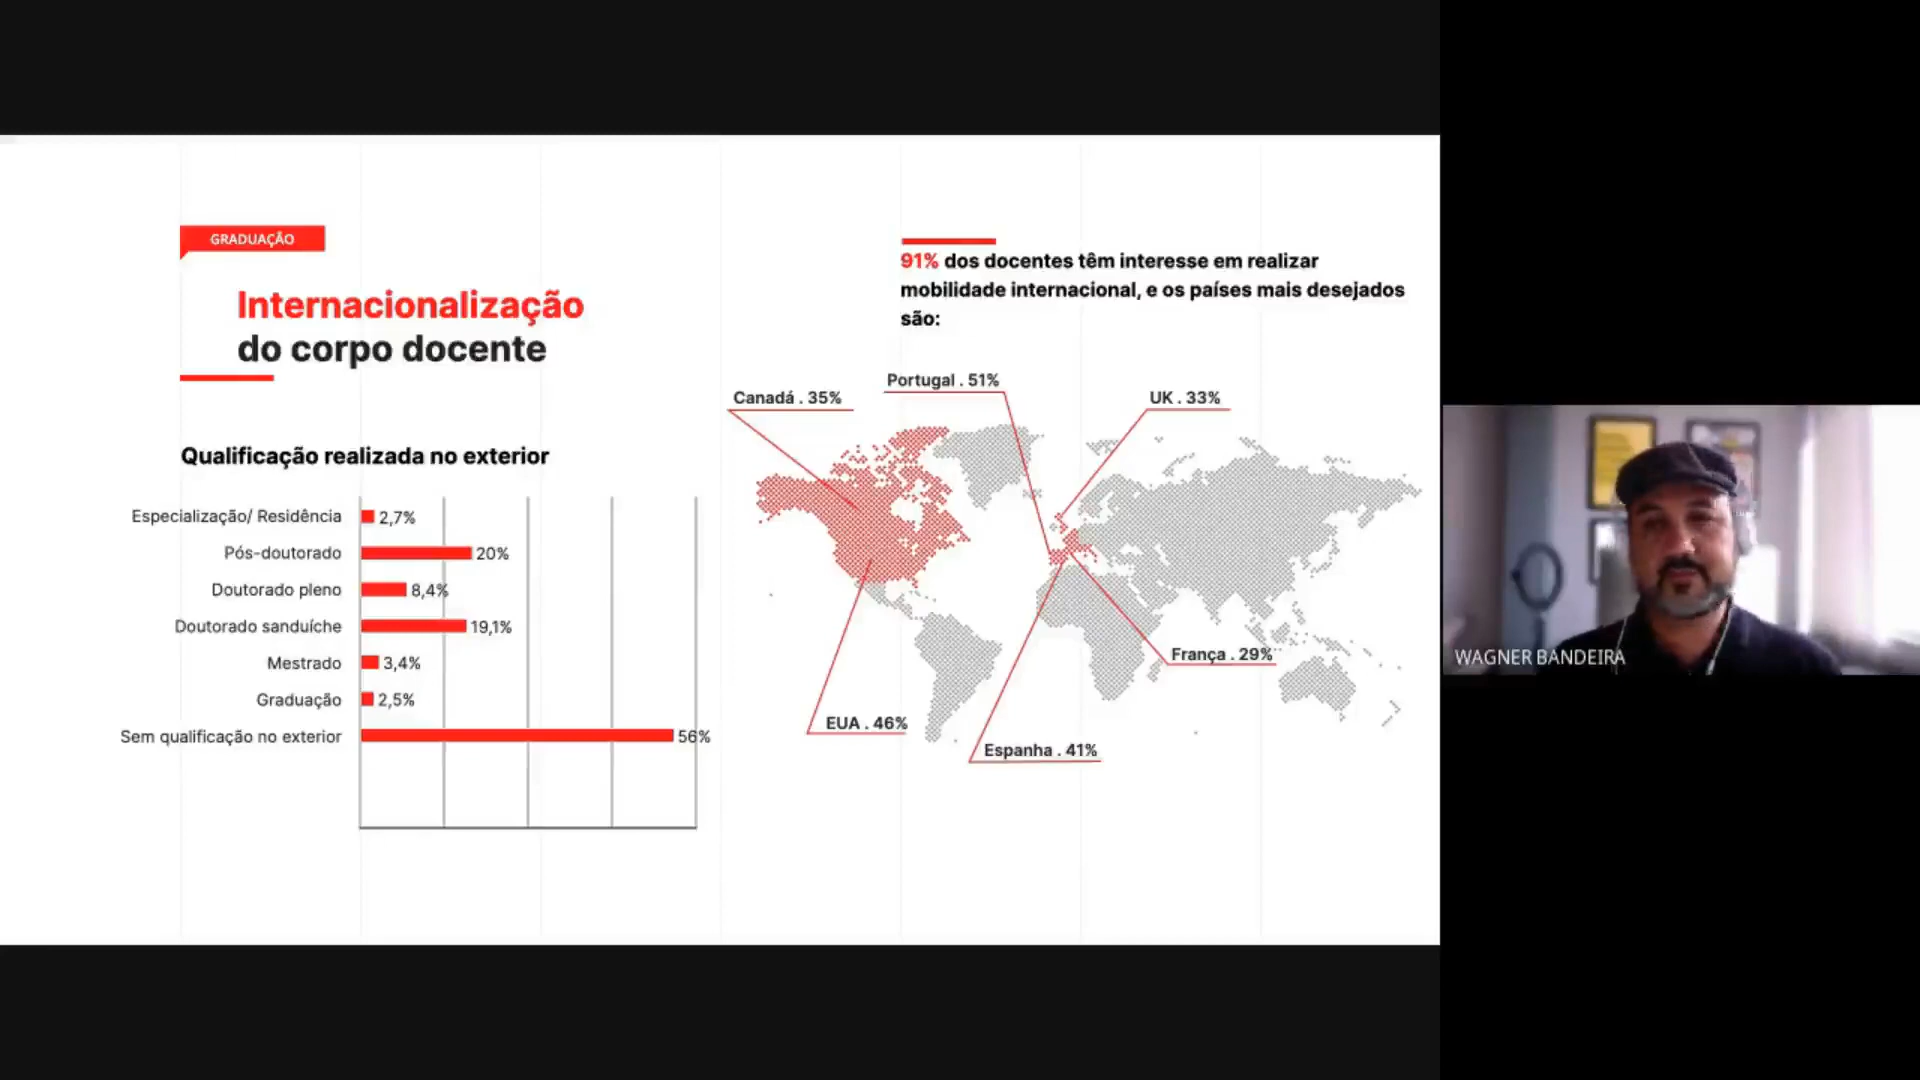 GRADUAÇÃO
Internacionalização
do corpo docente
Qualificação realizada no exterior
Especialização/ Residência 2,7%
Pós-doutorado 20%
Doutorado pleno 8,4%
Doutorado sanduíche 19,1%
Mestrado 3,4%
Graduação 2,5%
Sem qualificação no exterior 56%
91% dos docentes têm interesse em realizar
mobilidade internacional, e os países mais desejados
são:
Portugal . 51%
Canadá . 35%
UK . 33%
França . 29%
EUA . 46%
Espanha . 41%
WAGNER BANDEIRA